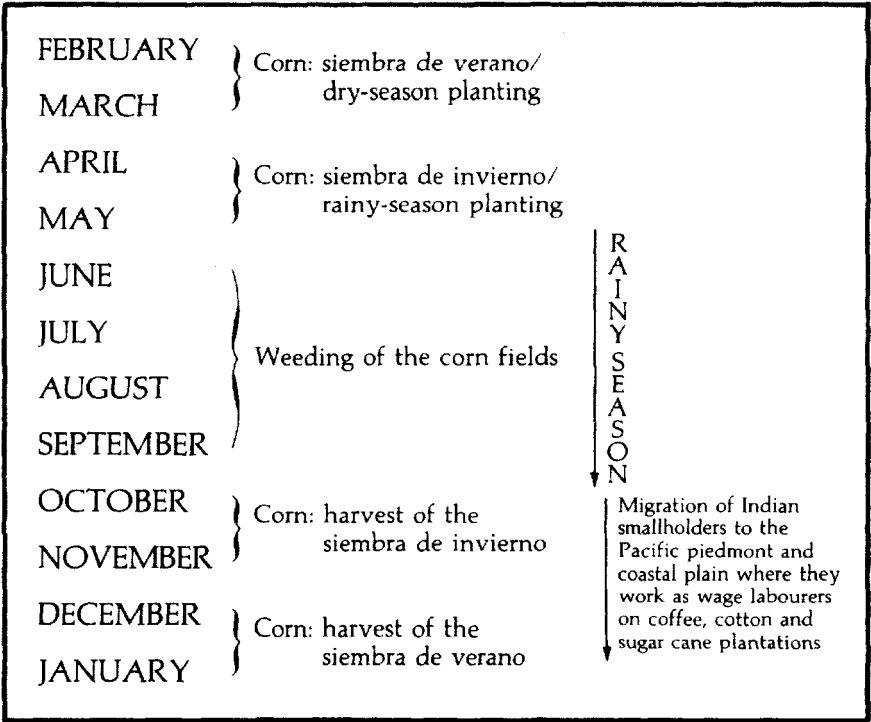 FEBRUARY
MARCH
Corn: siembra de verano/
dry-season planting
APRIL
MAY
Corn: siembra de invierno/
rainy-season planting
JUNE
JULY
AUGUST
SEPTEMBER
Weeding of the corn fields
RAINY SEASON
OCTOBER
NOVEMBER
Corn: harvest of the
siembra de invierno
DECEMBER
JANUARY
Corn: harvest of the
siembra de verano
Migration of Indian
smallholders to the
Pacific piedmont and
coastal plain where they
work as wage labourers
on coffee, cotton and
sugar cane plantations